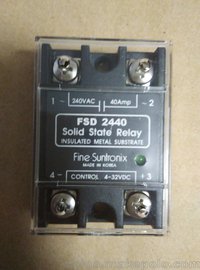 1 ~ 240VAC 40Amp ~ 2
FSD 2440
Solid State Relay
INSULATED METAL SUBSTRATE
Fine Suntronix
MADE IN KOREA
4 - CONTROL 4-32VDC + 3